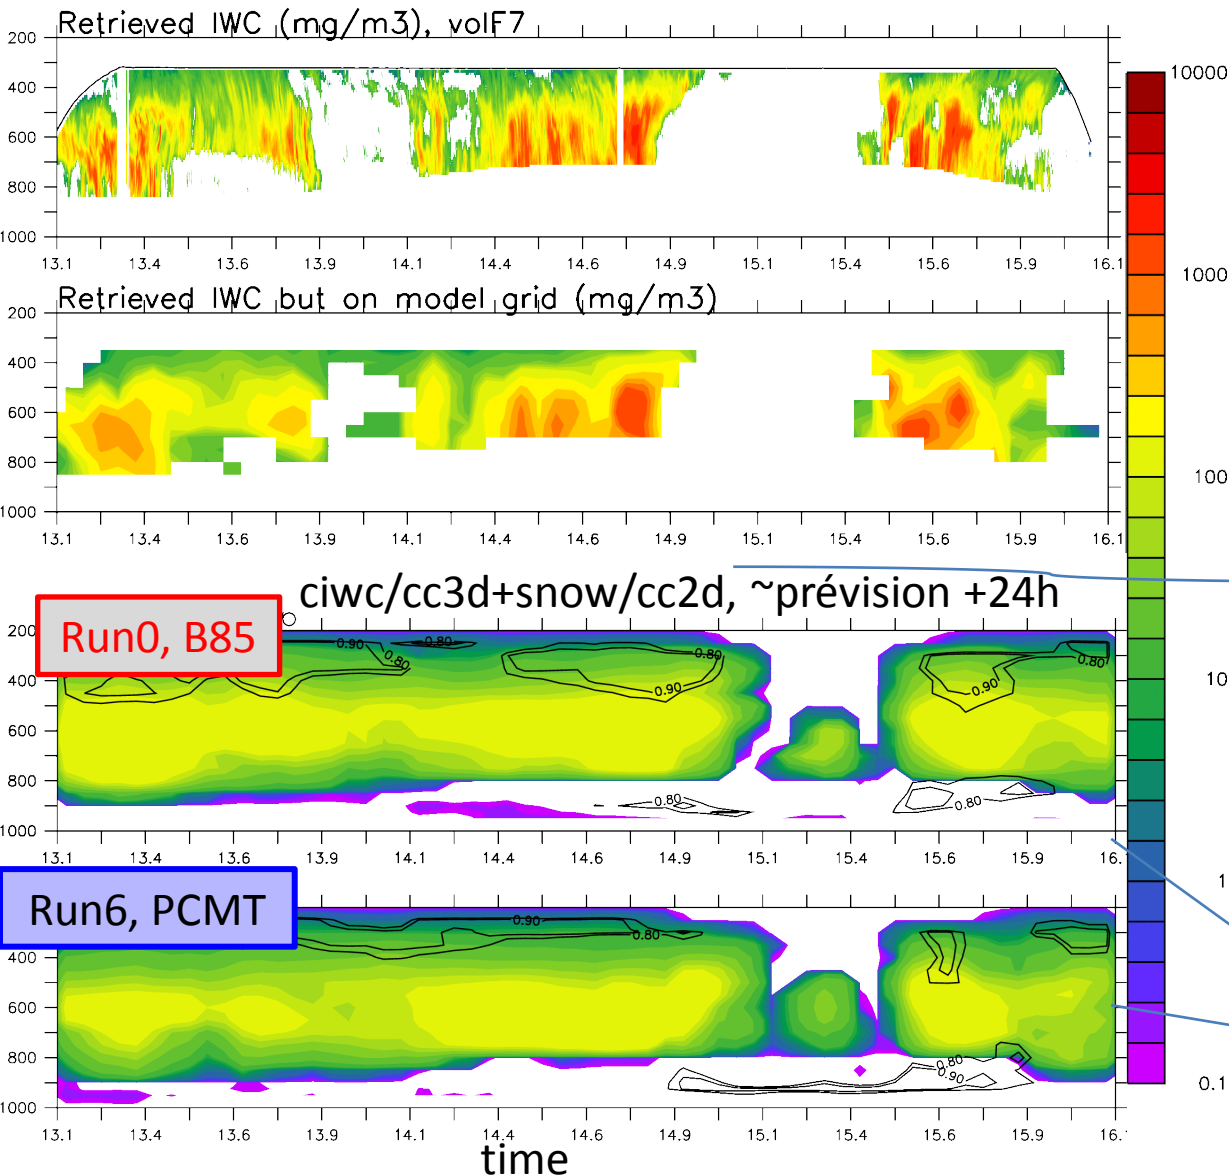 Retrieved IWC (mg/m3), volF7
200
400
600
800
1000
13.1 13.4 13.6 13.9 14.1 14.4 14.6 14.9 15.1 15.4 15.6 15.9 16.1
Retrieved IWC but on model grid (mg/m3)
200
400
600
800
1000
13.1 13.4 13.6 13.9 14.1 14.4 14.6 14.9 15.1 15.4 15.6 15.9 16.1
ciwc/cc3d+snow/cc2d, ~prévision +24h
Run0, B85
200
400
600
800
1000
0.90 0.80 0.80 0.90 0.80 0.90 0.80 0.80 0.80
13.1 13.4 13.6 13.9 14.1 14.4 14.6 14.9 15.1 15.4 15.6 15.9 16.
Run6, PCMT
400
600
800
1000
0.90 0.80 0.80 0.90
13.1 13.4 13.6 13.9 14.1 14.4 14.6 14.9 15.1 15.4 15.6 15.9 16.
time
10000
1000
100
10
1
0.1